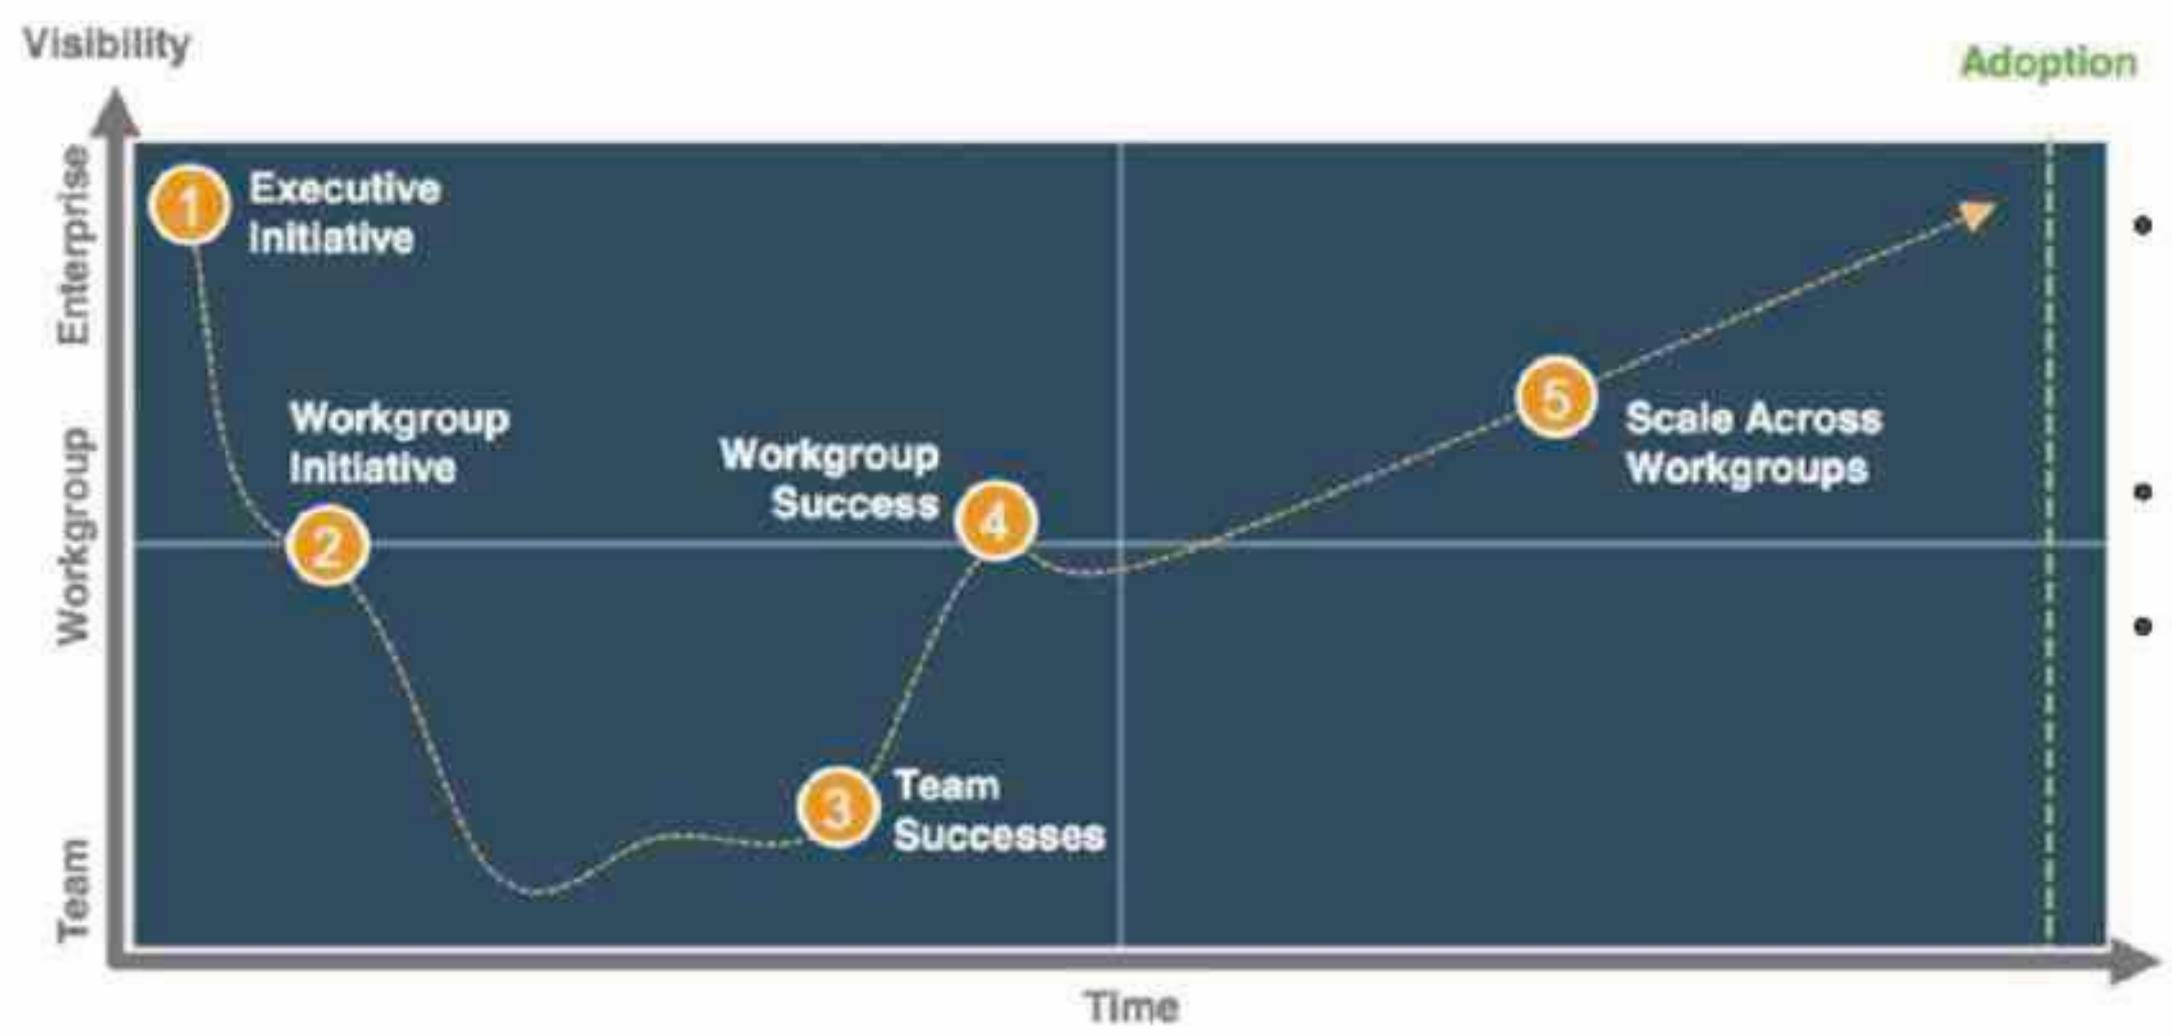 Visibility
Adoption
Enterprise
Workgroup
Team
1
Executive
Initiative
Workgroup
Initiative
2
Workgroup
Success
4
5
Scale Across
Workgroups
3
Team
Successes
Time